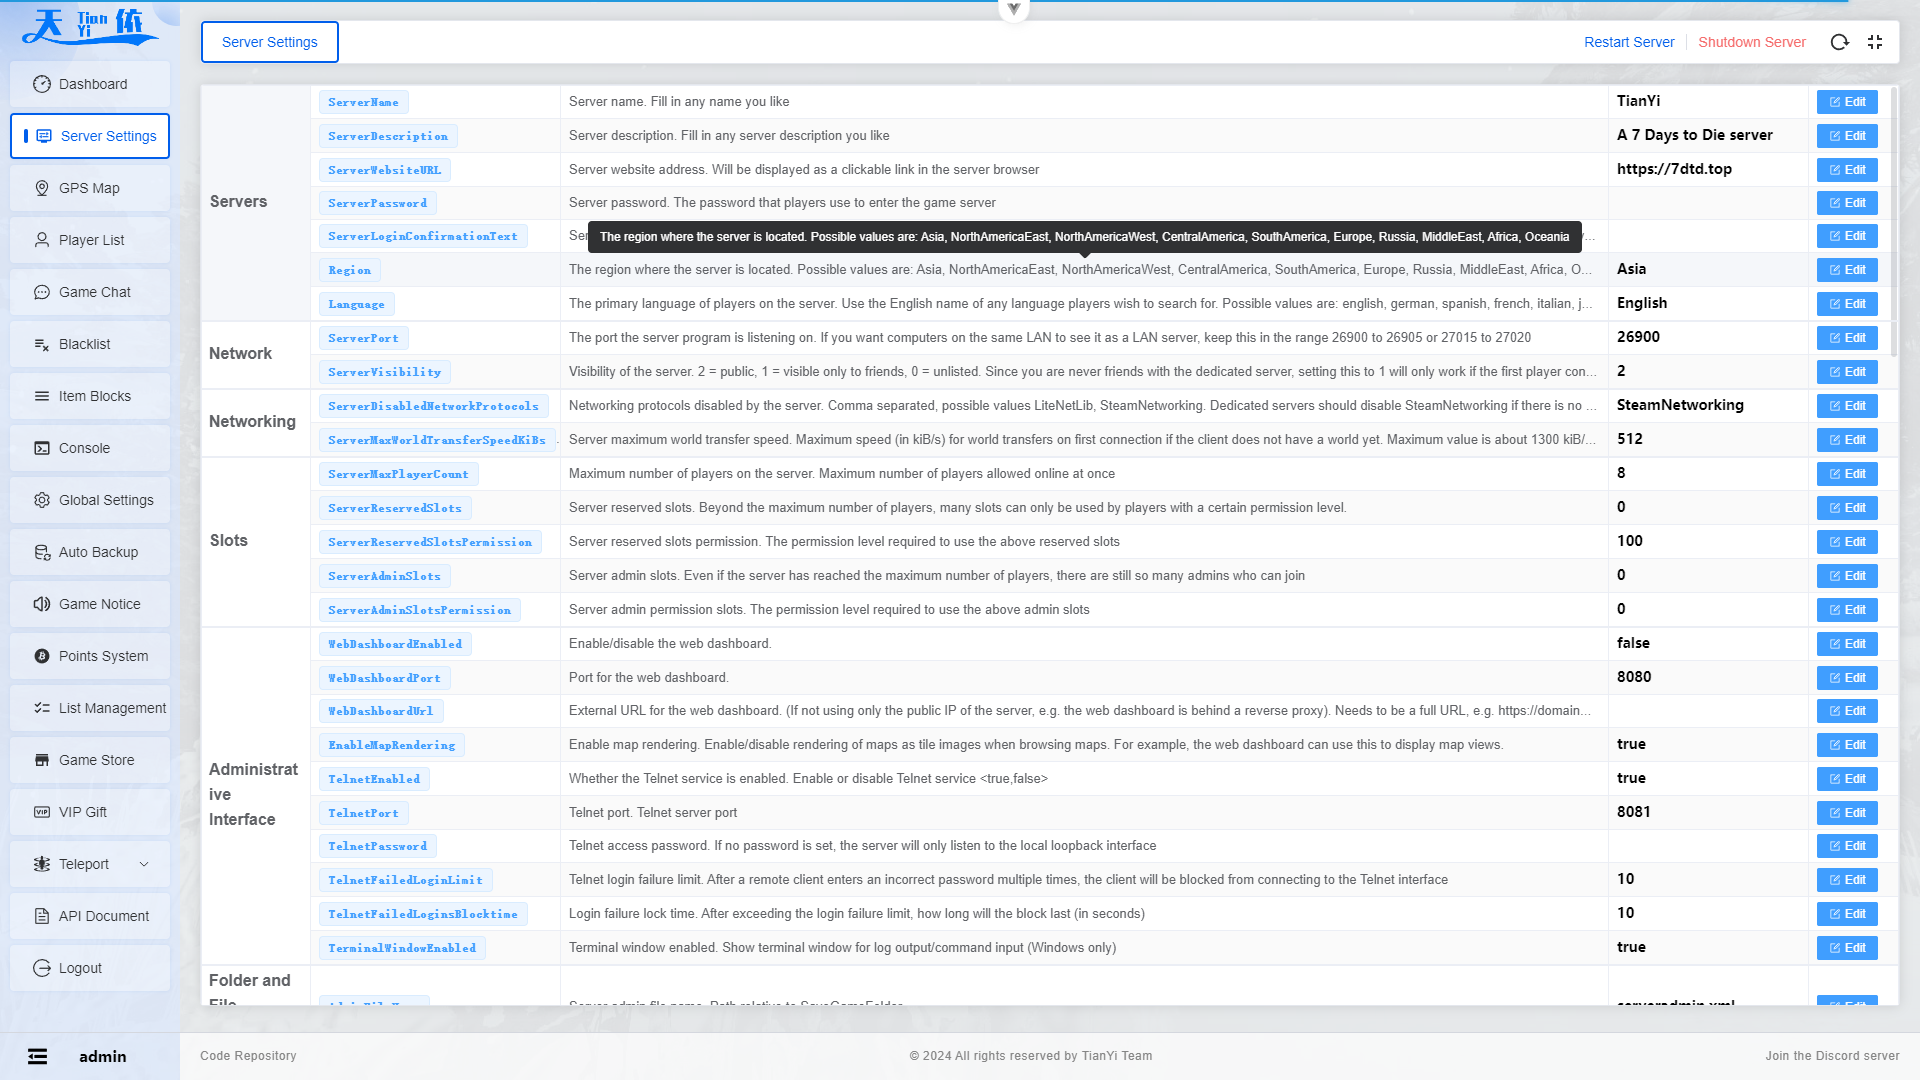 天 Tian Yi 依
Server Settings
Restart Server
Shutdown Server
Dashboard
Server Settings
GPS Map
Player List
Game Chat
Blacklist
Item Blocks
Console
Global Settings
Auto Backup
Game Notice
Points System
List Management
Game Store
VIP Gift
Teleport
API Document
Logout
admin
Servers
ServerName Server name. Fill in any name you like TianYi Edit
ServerDescription Server description. Fill in any server description you like A 7 Days to Die server Edit
ServerWebsiteURL Server website address. Will be displayed as a clickable link in the server browser https://7dtd.top Edit
ServerPassword Server password. The password that players use to enter the game server Edit
ServerLoginConfirmationText Ser Edit
The region where the server is located. Possible values are: Asia, NorthAmericaEast, NorthAmericaWest, CentralAmerica, SouthAmerica, Europe, Russia, MiddleEast, Africa, Oceania
Region The region where the server is located. Possible values are: Asia, NorthAmericaEast, NorthAmericaWest, CentralAmerica, SouthAmerica, Europe, Russia, MiddleEast, Africa, O... Asia Edit
Language The primary language of players on the server. Use the English name of any language players wish to search for. Possible values are: english, german, spanish, french, italian, j... English Edit
Network
ServerPort The port the server program is listening on. If you want computers on the same LAN to see it as a LAN server, keep this in the range 26900 to 26905 or 27015 to 27020 26900 Edit
ServerVisibility Visibility of the server. 2 = public, 1 = visible only to friends, 0 = unlisted. Since you are never friends with the dedicated server, setting this to 1 will only work if the first player con... 2 Edit
Networking
ServerDisabledNetworkProtocols Networking protocols disabled by the server. Comma separated, possible values LiteNetLib, SteamNetworking. Dedicated servers should disable SteamNetworking if there is no ... SteamNetworking Edit
ServerMaxWorldTransferSpeedKiBs Server maximum world transfer speed. Maximum speed (in kiB/s) for world transfers on first connection if the client does not have a world yet. Maximum value is about 1300 kiB/... 512 Edit
Slots
ServerMaxPlayerCount Maximum number of players on the server. Maximum number of players allowed online at once 8 Edit
ServerReservedSlots Server reserved slots. Beyond the maximum number of players, many slots can only be used by players with a certain permission level. 0 Edit
ServerReservedSlotsPermission Server reserved slots permission. The permission level required to use the above reserved slots 100 Edit
ServerAdminSlots Server admin slots. Even if the server has reached the maximum number of players, there are still so many admins who can join 0 Edit
ServerAdminSlotsPermission Server admin permission slots. The permission level required to use the above admin slots 0 Edit
Administrat
ive
Interface
WebDashboardEnabled Enable/disable the web dashboard. false Edit
WebDashboardPort Port for the web dashboard. 8080 Edit
WebDashboardUrl External URL for the web dashboard. (If not using only the public IP of the server, e.g. the web dashboard is behind a reverse proxy). Needs to be a full URL, e.g. https://domain... Edit
EnableMapRendering Enable map rendering. Enable/disable rendering of maps as tile images when browsing maps. For example, the web dashboard can use this to display map views. true Edit
TelnetEnabled Whether the Telnet service is enabled. Enable or disable Telnet service <true,false> true Edit
TelnetPort Telnet port. Telnet server port 8081 Edit
TelnetPassword Telnet access password. If no password is set, the server will only listen to the local loopback interface Edit
TelnetFailedLoginLimit Telnet login failure limit. After a remote client enters an incorrect password multiple times, the client will be blocked from connecting to the Telnet interface 10 Edit
TelnetFailedLoginsBlocktime Login failure lock time. After exceeding the login failure limit, how long will the block last (in seconds) 10 Edit
TerminalWindowEnabled Terminal window enabled. Show terminal window for log output/command input (Windows only) true Edit
Folder and
File
Server admin file name. Path relative to SaveGameFolder serveradmin.xml Edit
Code Repository
© 2024 All rights reserved by TianYi Team
Join the Discord server